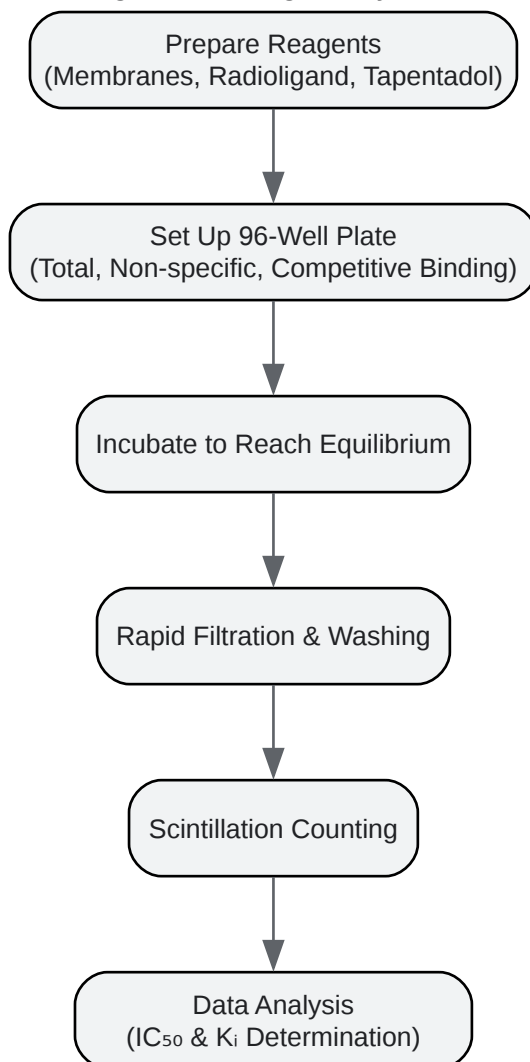 Prepare Reagents
(Membranes, Radioligand, Tapentadol)
Set Up 96-Well Plate
(Total, Non-specific, Competitive Binding)
Incubate to Reach Equilibrium
Rapid Filtration & Washing
Scintillation Counting
Data Analysis
(IC₅₀ & Kᵢ Determination)